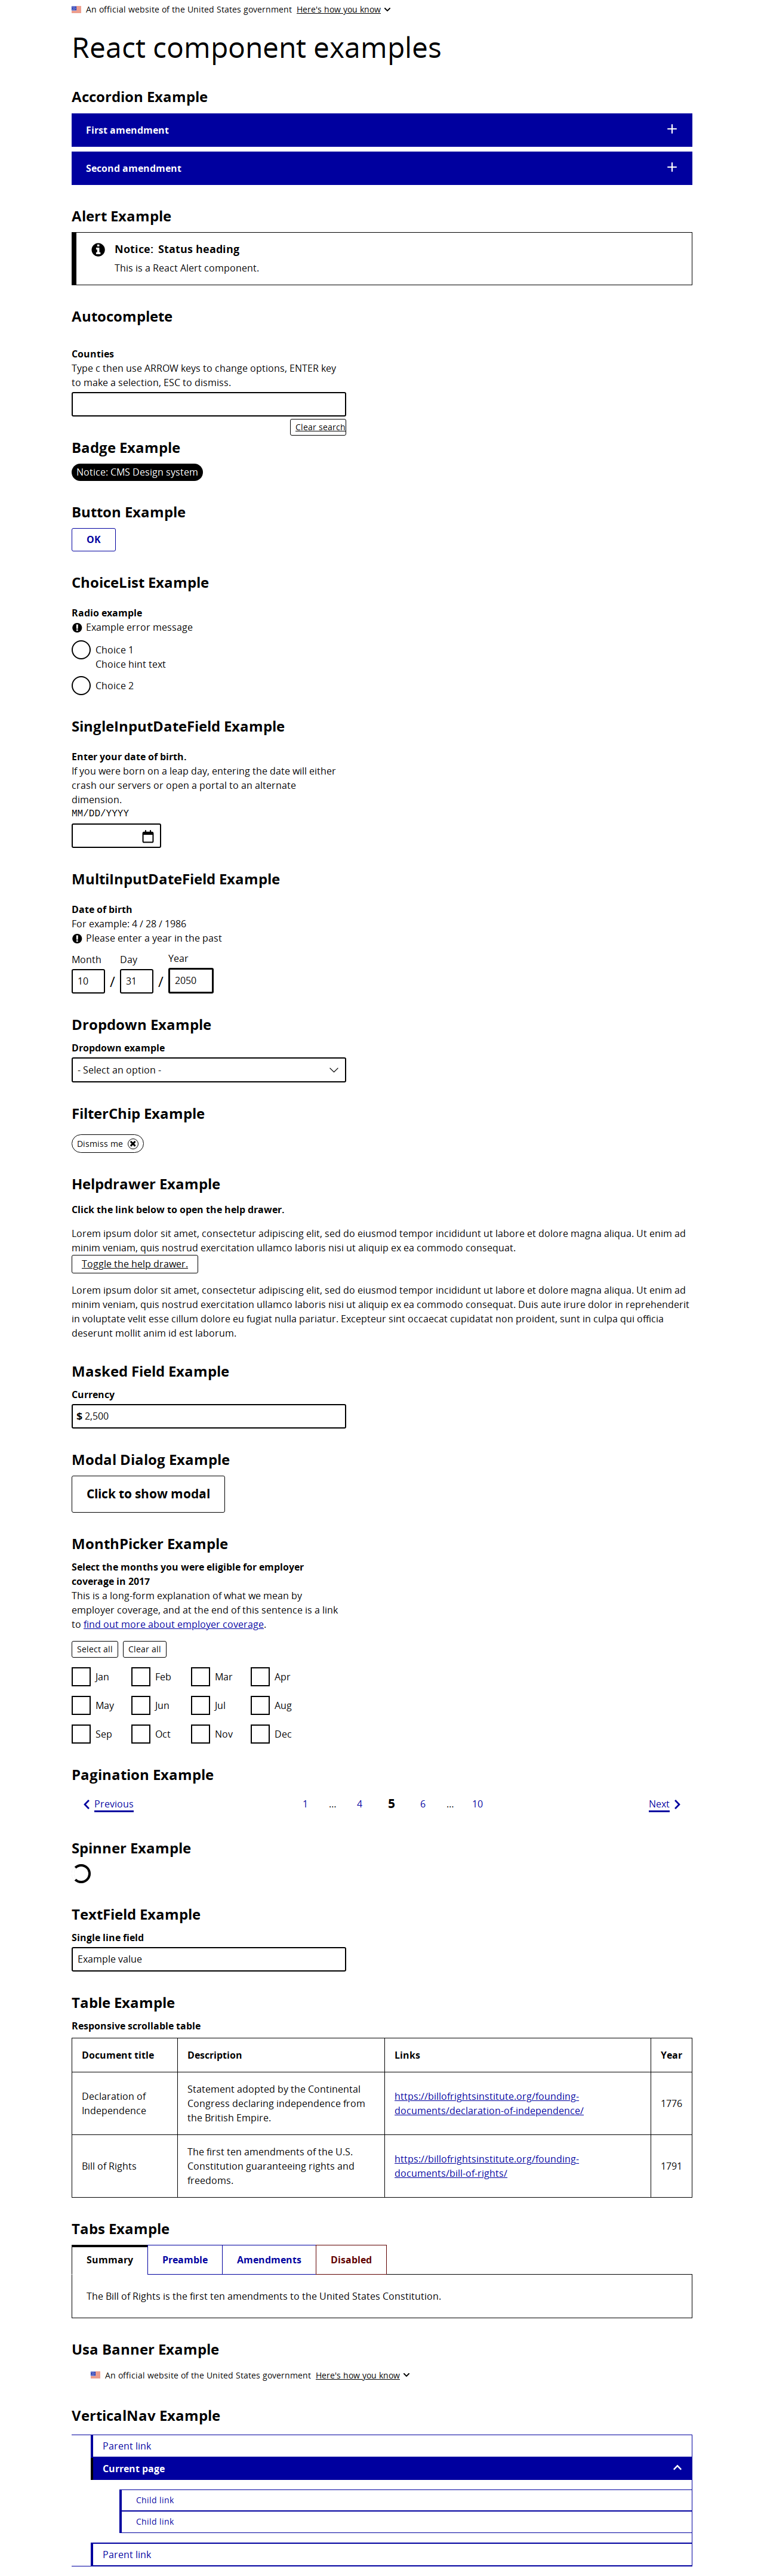 An official website of the United States government Here's how you know
React component examples
Accordion Example
First amendment
Second amendment
Alert Example
Notice: Status heading
This is a React Alert component.
Autocomplete
Counties
Type c then use ARROW keys to change options, ENTER key
to make a selection, ESC to dismiss.
Clear search
Badge Example
Notice: CMS Design system
Button Example
OK
ChoiceList Example
Radio example
Example error message
Choice 1
Choice hint text
Choice 2
SingleInputDateField Example
Enter your date of birth.
If you were born on a leap day, entering the date will either
crash our servers or open a portal to an alternate
dimension.
MM/DD/YYYY
MultiInputDateField Example
Date of birth
For example: 4 / 28 / 1986
Please enter a year in the past
Month Day Year
10 / 31 / 2050
Dropdown Example
Dropdown example
- Select an option -
FilterChip Example
Dismiss me
Helpdrawer Example
Click the link below to open the help drawer.
Lorem ipsum dolor sit amet, consectetur adipiscing elit, sed do eiusmod tempor incididunt ut labore et dolore magna aliqua. Ut enim ad
minim veniam, quis nostrud exercitation ullamco laboris nisi ut aliquip ex ea commodo consequat.
Toggle the help drawer.
Lorem ipsum dolor sit amet, consectetur adipiscing elit, sed do eiusmod tempor incididunt ut labore et dolore magna aliqua. Ut enim ad
minim veniam, quis nostrud exercitation ullamco laboris nisi ut aliquip ex ea commodo consequat. Duis aute irure dolor in reprehenderit
in voluptate velit esse cillum dolore eu fugiat nulla pariatur. Excepteur sint occaecat cupidatat non proident, sunt in culpa qui officia
deserunt mollit anim id est laborum.
Masked Field Example
Currency
$ 2,500
Modal Dialog Example
Click to show modal
MonthPicker Example
Select the months you were eligible for employer
coverage in 2017
This is a long-form explanation of what we mean by
employer coverage, and at the end of this sentence is a link
to find out more about employer coverage.
Select all Clear all
Jan Feb Mar Apr
May Jun Jul Aug
Sep Oct Nov Dec
Pagination Example
Previous 1 … 4 5 6 … 10 Next
Spinner Example
TextField Example
Single line field
Example value
Table Example
Responsive scrollable table
Document title Description Links Year
Declaration of
Independence
Statement adopted by the Continental
Congress declaring independence from
the British Empire.
https://billofrightsinstitute.org/founding-
documents/declaration-of-independence/
1776
Bill of Rights
The first ten amendments of the U.S.
Constitution guaranteeing rights and
freedoms.
https://billofrightsinstitute.org/founding-
documents/bill-of-rights/
1791
Tabs Example
Summary Preamble Amendments Disabled
The Bill of Rights is the first ten amendments to the United States Constitution.
Usa Banner Example
An official website of the United States government Here's how you know
VerticalNav Example
Parent link
Current page
Child link
Child link
Parent link